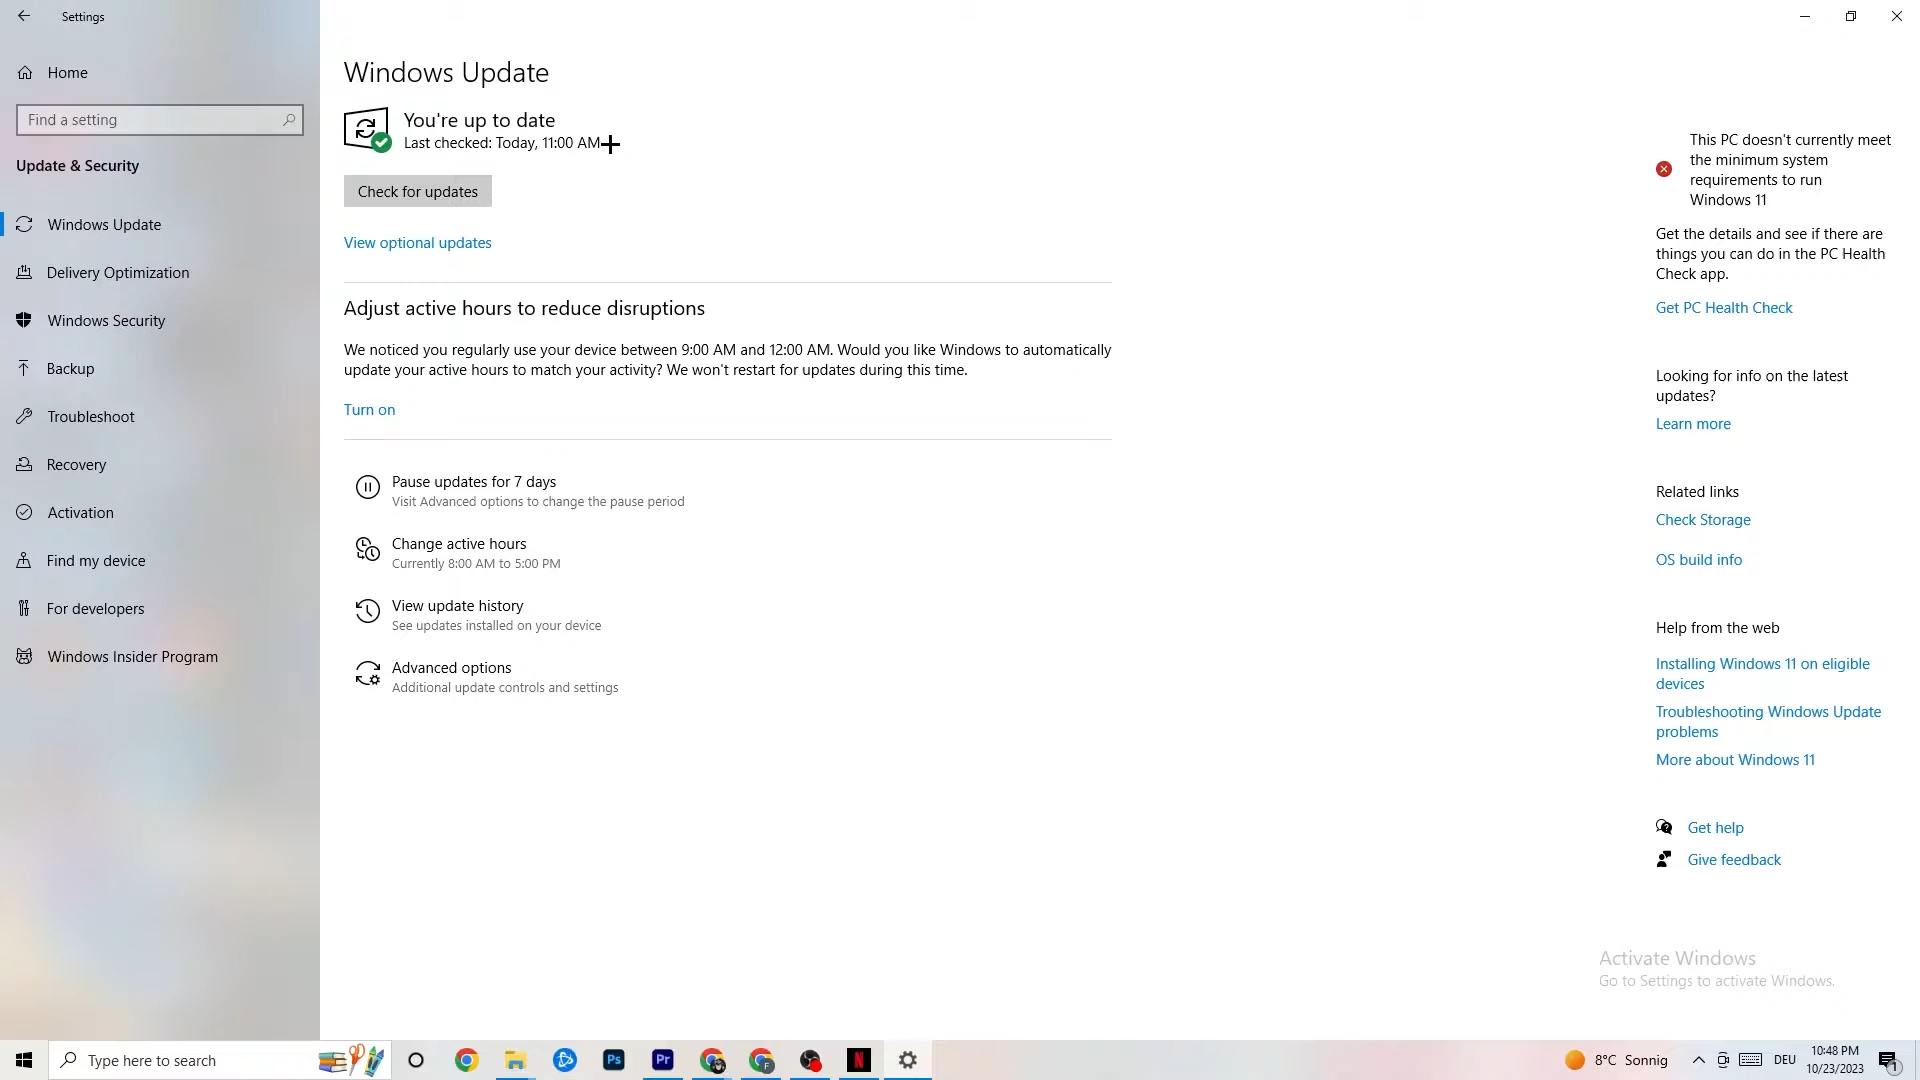 Settings
Home
Find a setting
Update & Security
Windows Update
Delivery Optimization
Windows Security
Backup
Troubleshoot
Recovery
Activation
Find my device
For developers
Windows Insider Program
Windows Update
You're up to date
Last checked: Today, 11:00 AM
Check for updates
View optional updates
Adjust active hours to reduce disruptions
We noticed you regularly use your device between 9:00 AM and 12:00 AM. Would you like Windows to automatically
update your active hours to match your activity? We won't restart for updates during this time.
Turn on
Pause updates for 7 days
Visit Advanced options to change the pause period
Change active hours
Currently 8:00 AM to 5:00 PM
View update history
See updates installed on your device
Advanced options
Additional update controls and settings
This PC doesn't currently meet
the minimum system
requirements to run
Windows 11
Get the details and see if there are
things you can do in the PC Health
Check app.
Get PC Health Check
Looking for info on the latest
updates?
Learn more
Related links
Check Storage
OS build info
Help from the web
Installing Windows 11 on eligible
devices
Troubleshooting Windows Update
problems
More about Windows 11
Get help
Give feedback
Activate Windows
Go to Settings to activate Windows.
Type here to search
Ps
Pr
F
N
8°C Sonnig
DEU
10:48 PM
10/23/2023
1